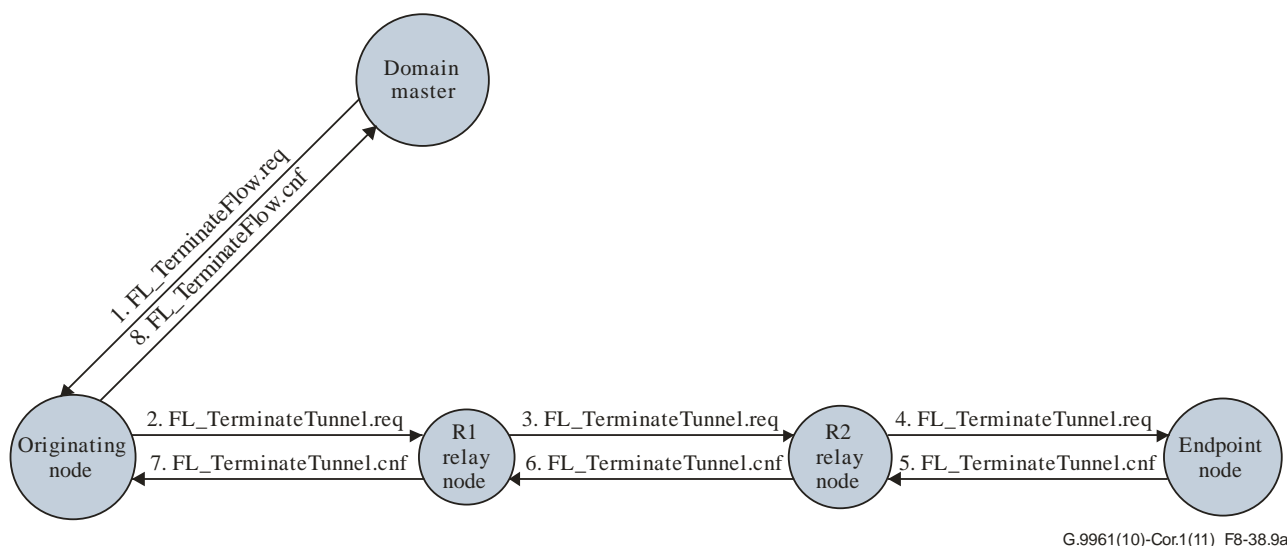 Domain
master
1. FL_TerminateFlow.req
8. FL_TerminateFlow.cnf
Originating
node
2. FL_TerminateTunnel.req
7. FL_TerminateTunnel.cnf
R1
relay
node
3. FL_TerminateTunnel.req
6. FL_TerminateTunnel.cnf
R2
relay
node
4. FL_TerminateTunnel.req
5. FL_TerminateTunnel.cnf
Endpoint
node
G.9961(10)-Cor.1(11)_F8-38.9a